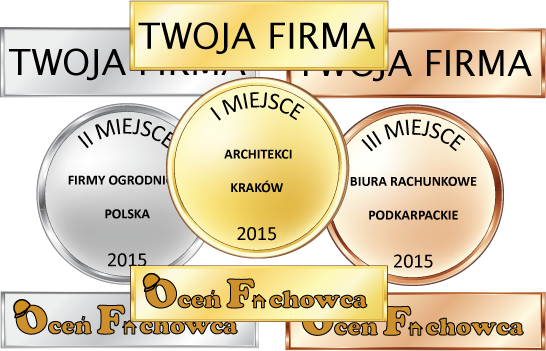 TWOJA FIRMA
I MIEJSCE
ARCHITEKCI
KRAKÓW
2015
Oceń Fachowca
TWOJA FIRMA
II MIEJSCE
FIRMY OGRODNIC
POLSKA
2015
Oceń Fachowca
TWOJA FIRMA
III MIEJSCE
BIURA RACHUNKOWE
PODKARPACKIE
2015
Oceń Fachowca